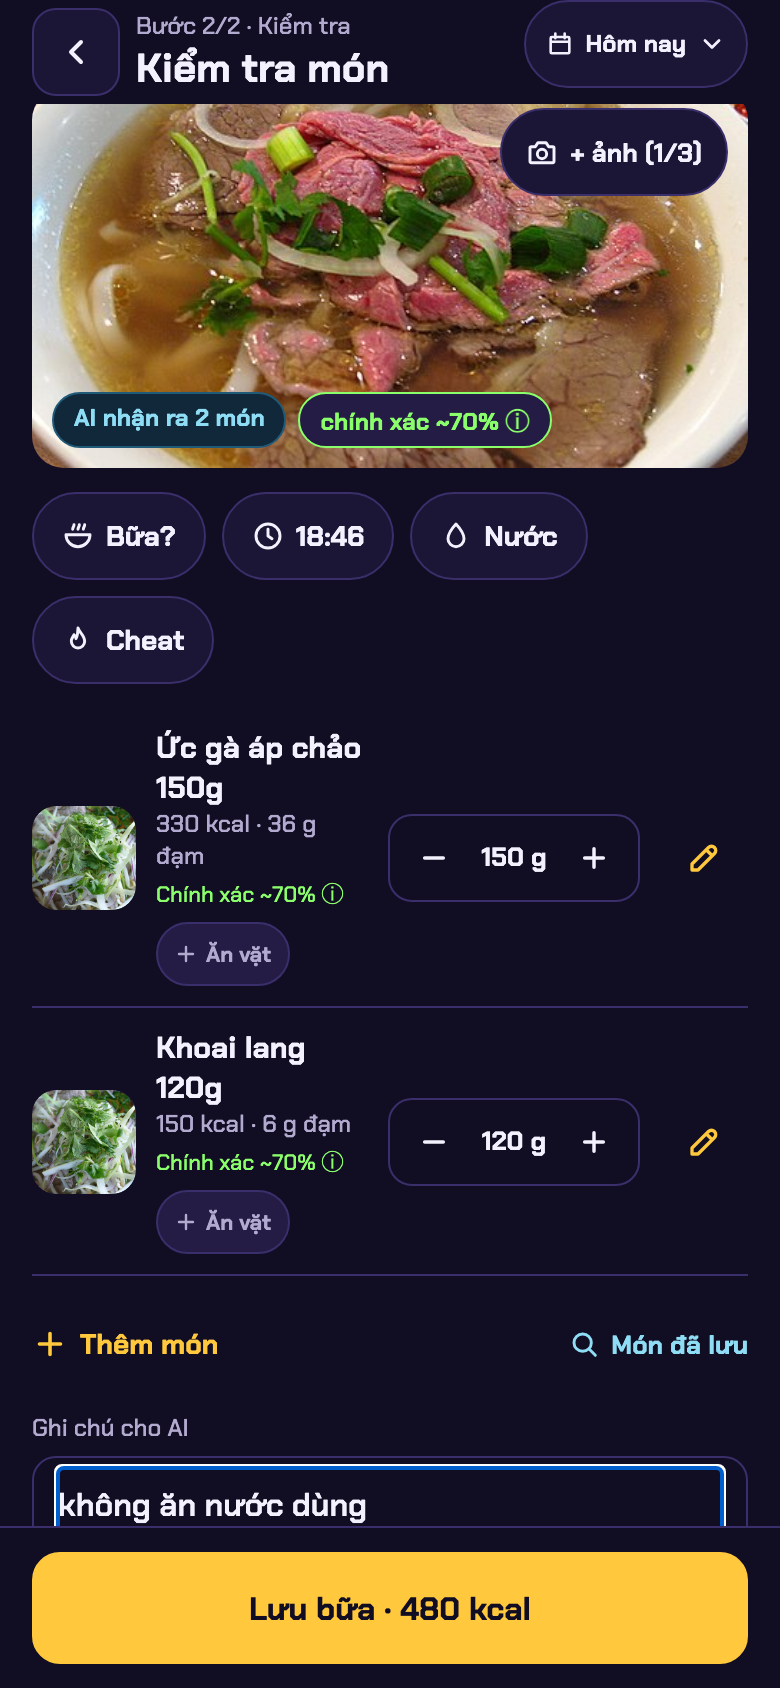 Bước 2/2 · Kiểm tra
Kiểm tra món
Hôm nay
+ ảnh (1/3)
AI nhận ra 2 món
chính xác ~70% ⓘ
Bữa?
18:46
Nước
Cheat
Ức gà áp chảo
150g
330 kcal · 36 g
đạm
Chính xác ~70% ⓘ
+ Ăn vặt
− 150 g +
Khoai lang
120g
150 kcal · 6 g đạm
Chính xác ~70% ⓘ
+ Ăn vặt
− 120 g +
+ Thêm món
Món đã lưu
Ghi chú cho AI
không ăn nước dùng
Lưu bữa · 480 kcal